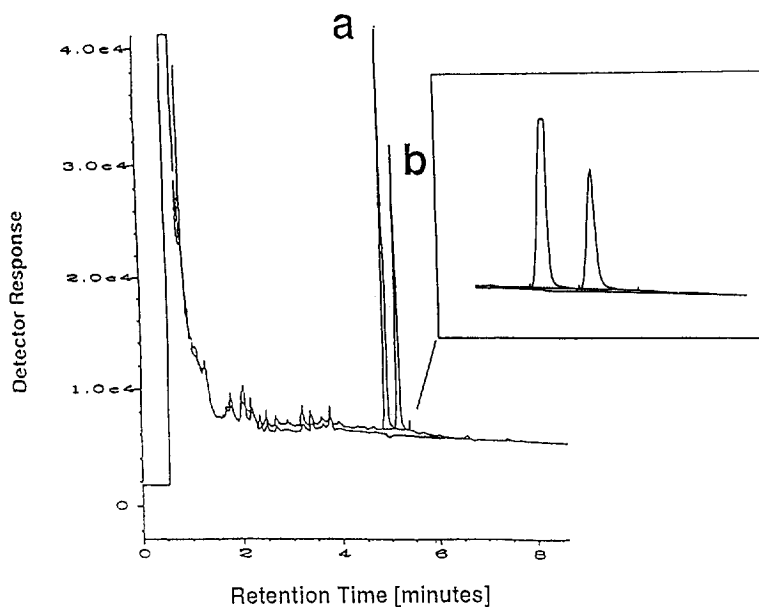 a
b
4.0e4
3.0e4
2.0e4
1.0e4
0
Detector Response
0 2 4 6 8
Retention Time [minutes]